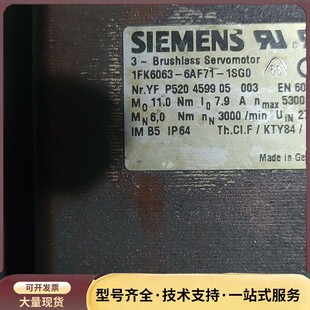 SIEMENS
3~ Brushless Servomotor
1FK6063-6AF71-1SG0
Nr.YF P520 4599 05 003 EN 60
M₀ 11.0 Nm I₀ 7.9 A nmax 5300
MN 6,0 Nm nN 3000/min UIN 27
IM B5 IP64 Th.Cl.F / KTY84 /
Made in Ge
可开发票
大量现货
型号齐全·技术支持·一站式服务